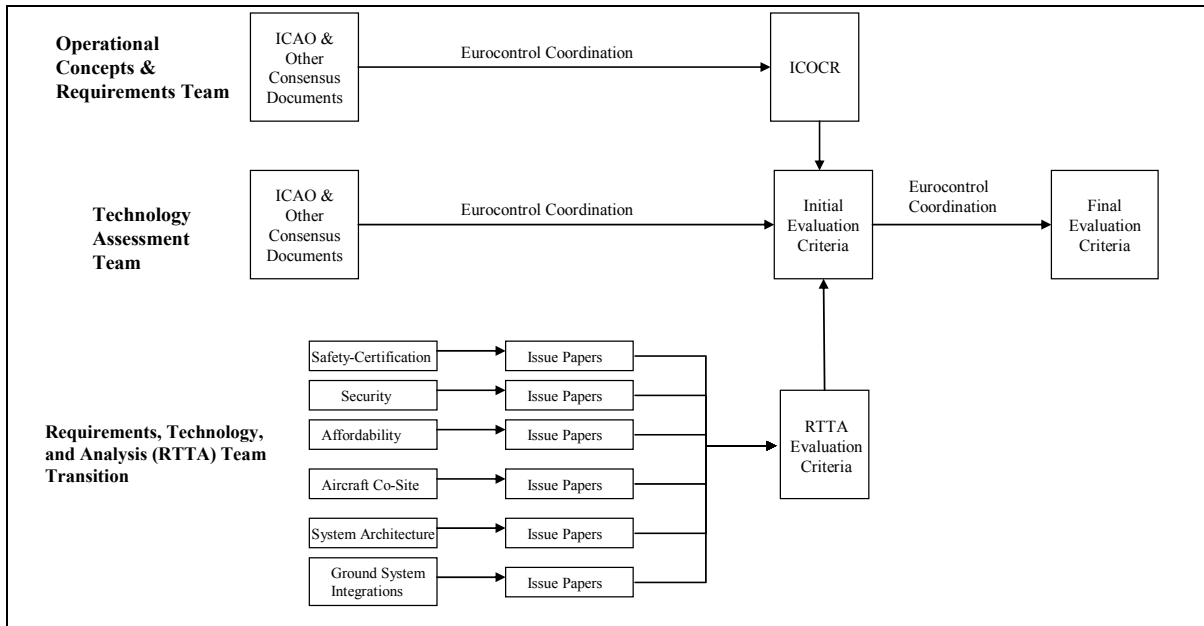 Operational
Concepts &
Requirements Team
ICAO &
Other
Consensus
Documents
Eurocontrol Coordination
ICOCR
Technology
Assessment
Team
ICAO &
Other
Consensus
Documents
Eurocontrol Coordination
Initial
Evaluation
Criteria
Eurocontrol
Coordination
Final
Evaluation
Criteria
Requirements, Technology,
and Analysis (RTTA) Team
Transition
Safety-Certification
Issue Papers
Security
Issue Papers
Affordability
Issue Papers
Aircraft Co-Site
Issue Papers
System Architecture
Issue Papers
Ground System
Integrations
Issue Papers
RTTA
Evaluation
Criteria